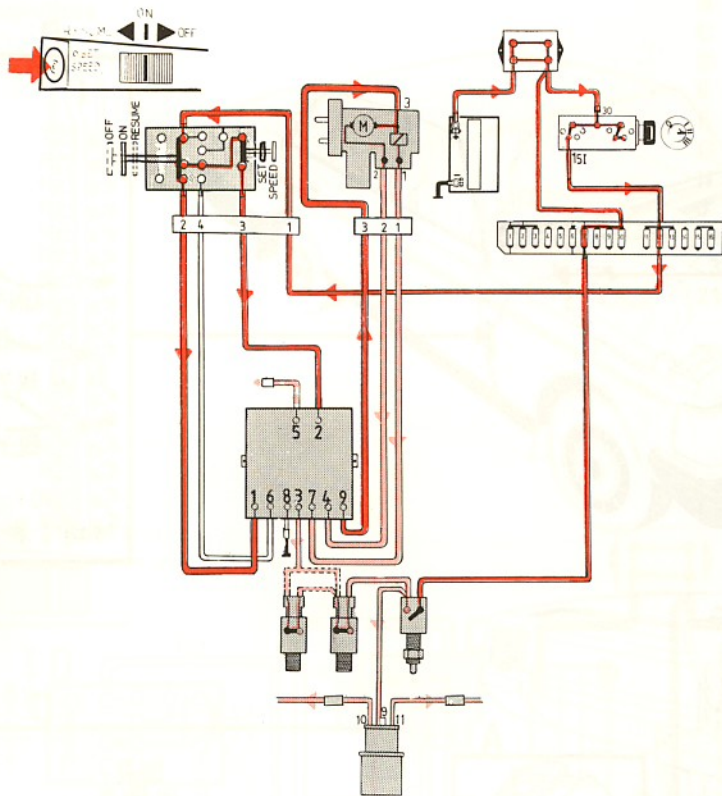 ON
RESUME OFF
SET
SPEED
OFF
ON
RESUME
SET
SPEED
M
3
2 1
30
15I
2 4 3 1
3 2 1
5 2
1 6 8 3 7 4 9
10 9 11